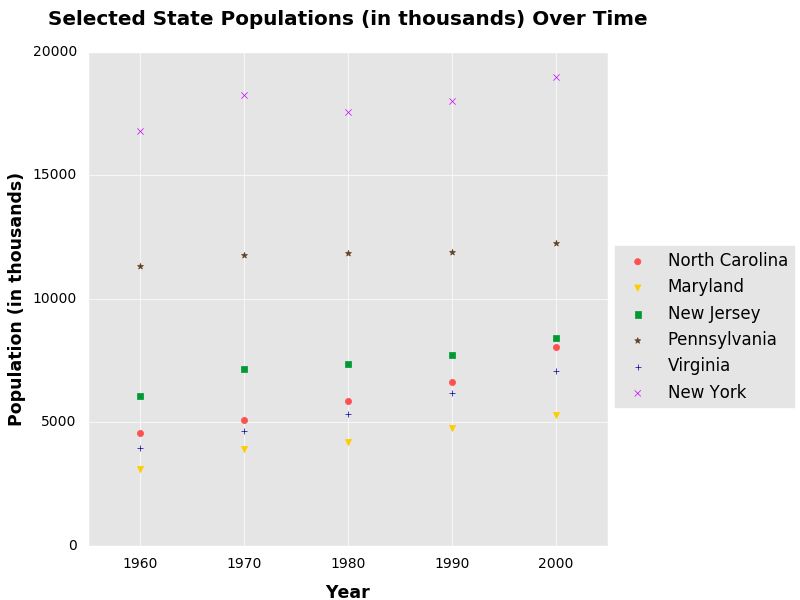 Selected State Populations (in thousands) Over Time
Population (in thousands)
20000
15000
10000
5000
0
1960 1970 1980 1990 2000
Year
North Carolina
Maryland
New Jersey
Pennsylvania
Virginia
New York